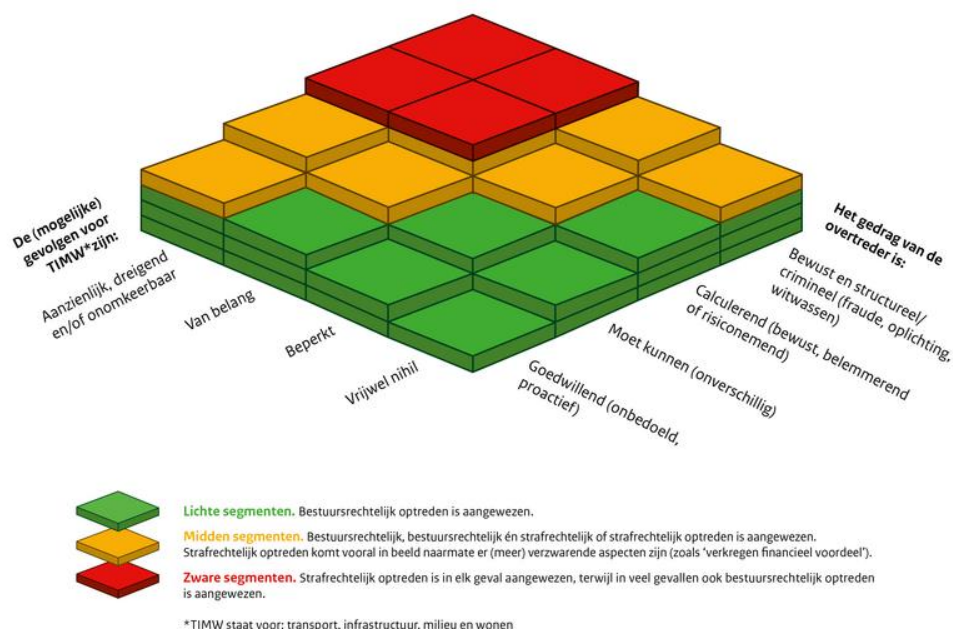 De (mogelijke)
gevolgen voor
TIMW*zijn:
Aanzienlijk, dreigend
en/of onomkeerbaar
Van belang
Beperkt
Vrijwel nihil
Het gedrag van de
overtreder is:
Bewust en structureel/
crimineel (fraude, oplichting,
witwassen)
Calculerend (bewust, belemmerend
of risiconemend)
Moet kunnen (onverschillig)
Goedwillend (onbedoeld,
proactief)
Lichte segmenten. Bestuursrechtelijk optreden is aangewezen.
Midden segmenten. Bestuursrechtelijk, bestuursrechtelijk én strafrechtelijk of strafrechtelijk optreden is aangewezen.
Strafrechtelijk optreden komt vooral in beeld naarmate er (meer) verzwarende aspecten zijn (zoals ‘verkregen financieel voordeel’).
Zware segmenten. Strafrechtelijk optreden is in elk geval aangewezen, terwijl in veel gevallen ook bestuursrechtelijk optreden
is aangewezen.
*TIMW staat voor: transport, infrastructuur, milieu en wonen